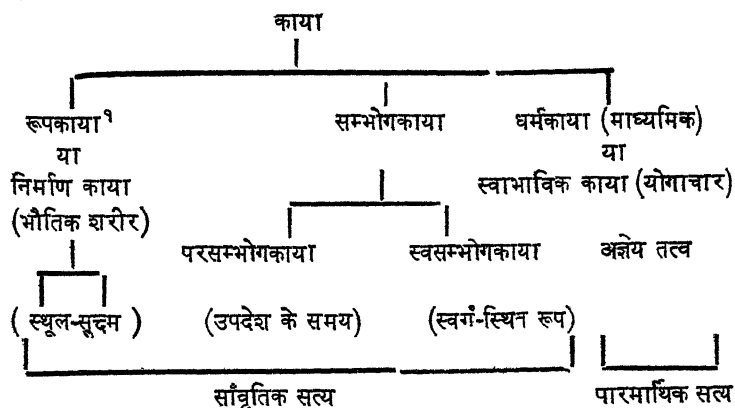 काया
रूपकाया१ सम्भोगकाया धर्मकाया (माध्यमिक)
या या
निर्माण काया स्वाभाविक काया (योगाचार)
(भौतिक शरीर)
परसम्भोगकाया स्वसम्भोगकाया अज्ञेय तत्व
( स्थूल-सूक्ष्म ) (उपदेश के समय) (स्वर्ग-स्थित रूप)
साँवृतिक सत्य पारमार्थिक सत्य